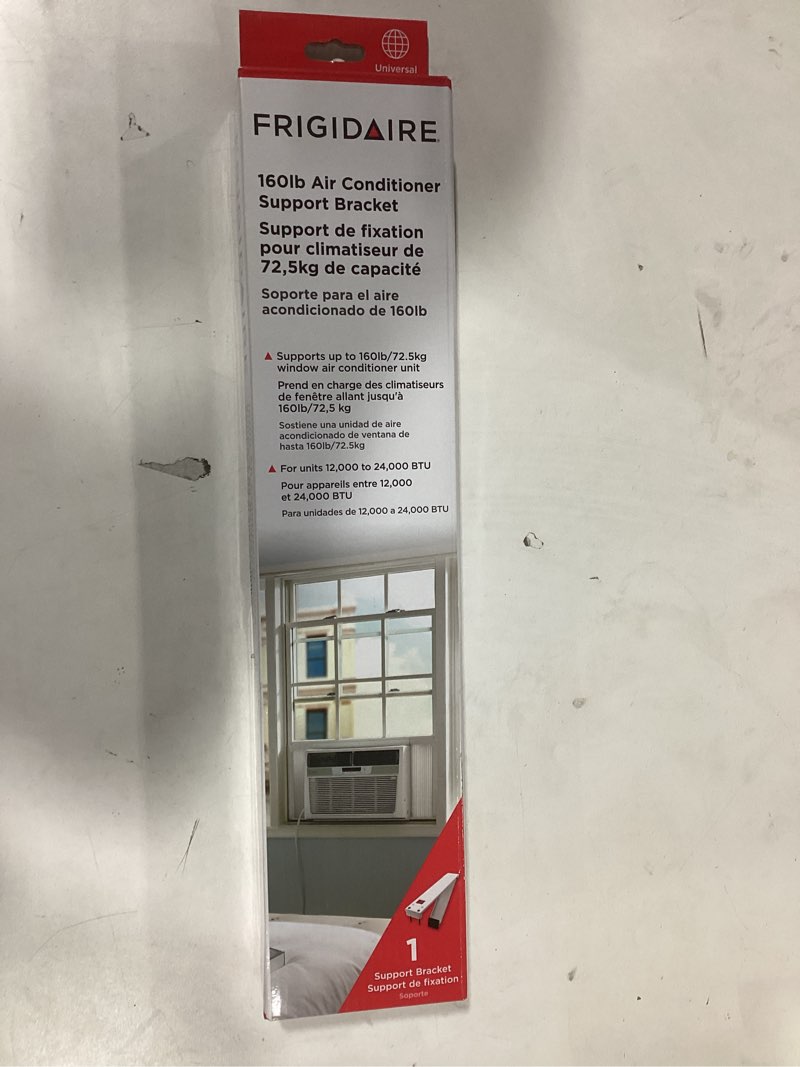 Universal
FRIGIDAIRE
160lb Air Conditioner
Support Bracket
Support de fixation
pour climatiseur de
72,5kg de capacité
Soporte para el aire
acondicionado de 160lb
Supports up to 160lb/72.5kg
window air conditioner unit
Prend en charge des climatiseurs
de fenêtre allant jusqu'à
160lb/72,5 kg
Sostiene una unidad de aire
acondicionado de ventana de
hasta 160lb/72.5kg
For units 12,000 to 24,000 BTU
Pour appareils entre 12,000
et 24,000 BTU
Para unidades de 12,000 a 24,000 BTU
1
Support Bracket
Support de fixation
Soporte